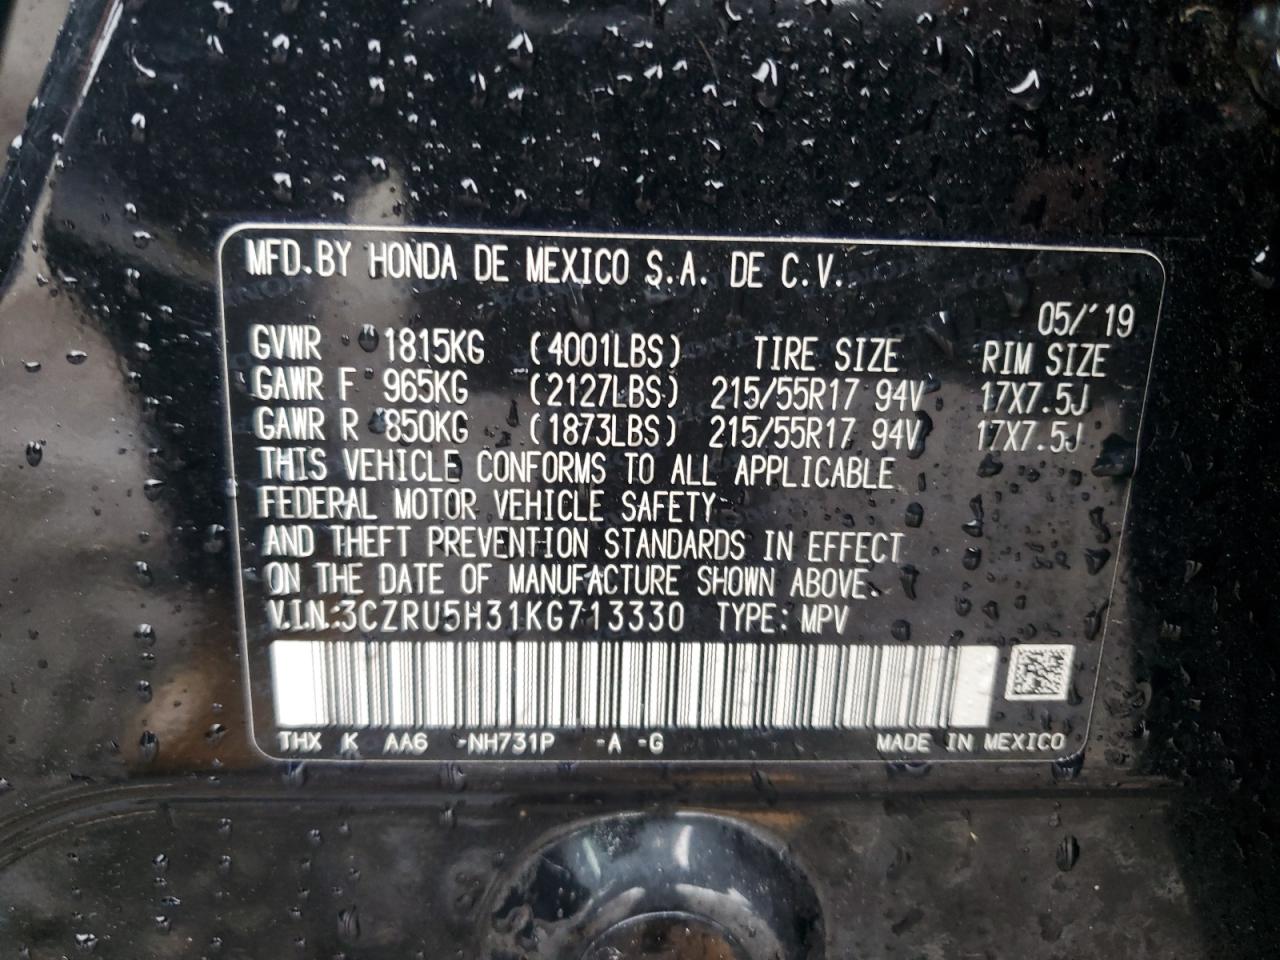 MFD.BY HONDA DE MEXICO S.A. DE C.V.
05/'19
GVWR 1815KG (4001LBS) TIRE SIZE RIM SIZE
GAWR F 965KG (2127LBS) 215/55R17 94V 17X7.5J
GAWR R 850KG (1873LBS) 215/55R17 94V 17X7.5J
THIS VEHICLE CONFORMS TO ALL APPLICABLE
FEDERAL MOTOR VEHICLE SAFETY
AND THEFT PREVENTION STANDARDS IN EFFECT
ON THE DATE OF MANUFACTURE SHOWN ABOVE.
V.I.N.:3CZRU5H31KG713330 TYPE: MPV
THX K AA6 -NH731P -A -G MADE IN MEXICO